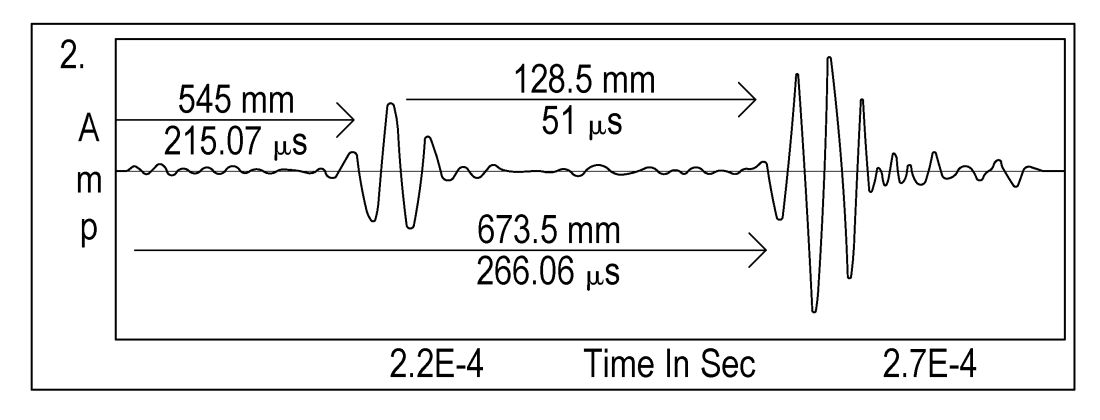 2.
545 mm
215.07 μs
128.5 mm
51 μs
Amp
673.5 mm
266.06 μs
2.2E-4 Time In Sec 2.7E-4